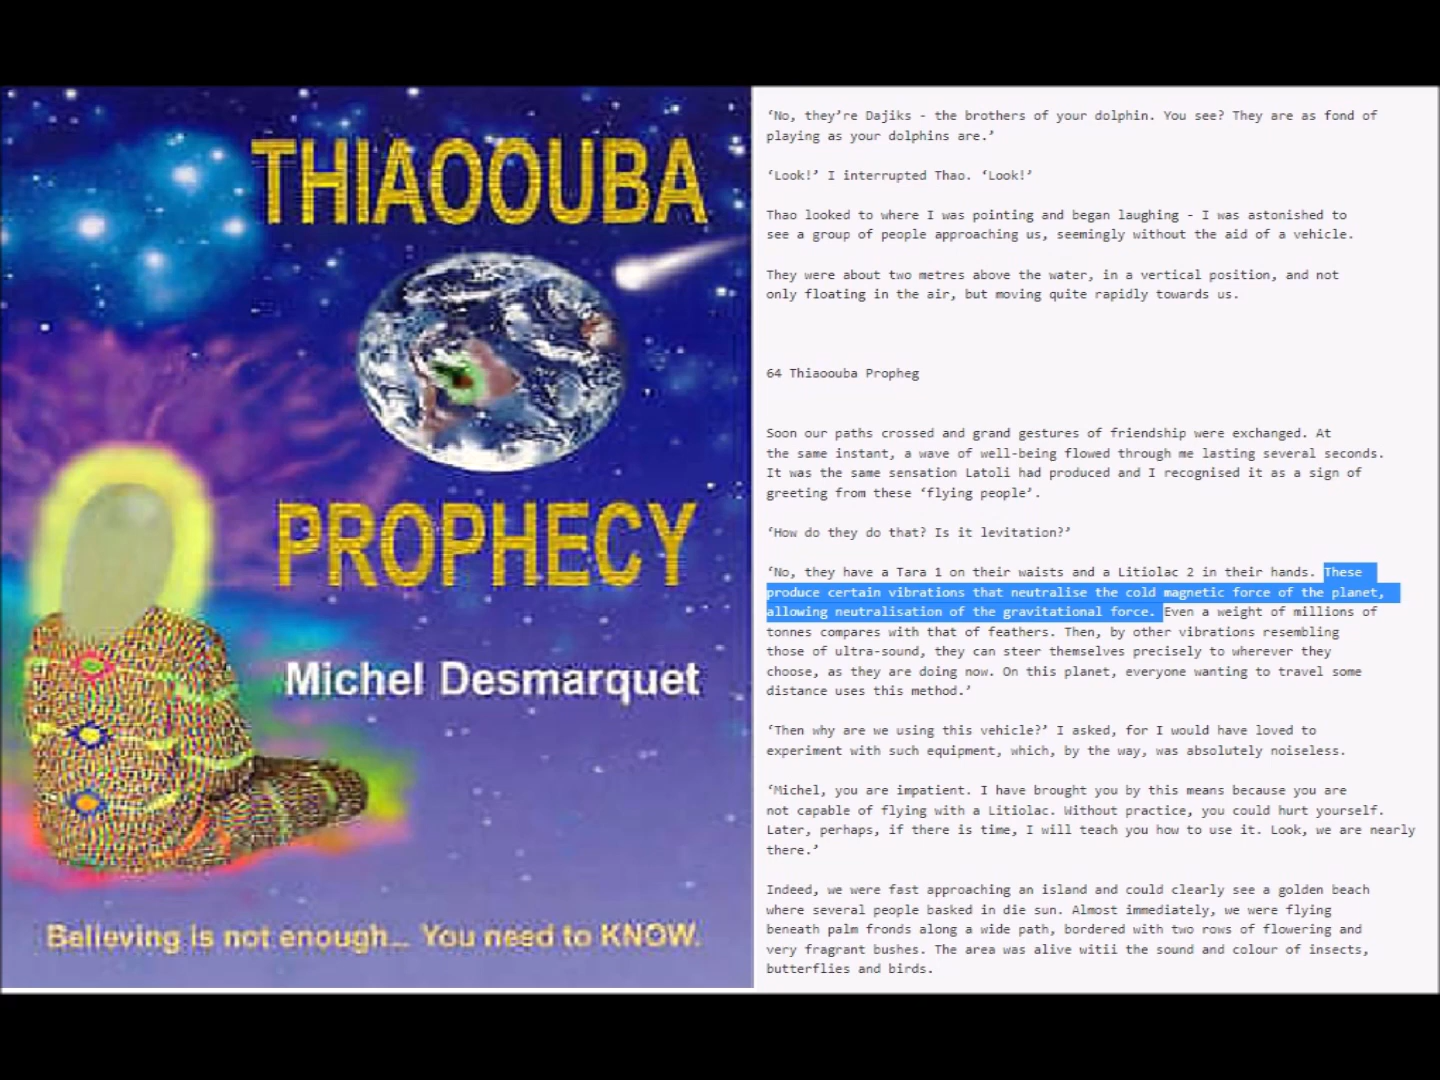 THIAOOUBA
PROPHECY
Michel Desmarquet
Believing is not enough... You need to KNOW.
‘No, they’re Dajiks - the brothers of your dolphin. You see? They are as fond of
playing as your dolphins are.’
‘Look!’ I interrupted Thao. ‘Look!’
Thao looked to where I was pointing and began laughing - I was astonished to
see a group of people approaching us, seemingly without the aid of a vehicle.
They were about two metres above the water, in a vertical position, and not
only floating in the air, but moving quite rapidly towards us.
64 Thiaoouba Propheg
Soon our paths crossed and grand gestures of friendship were exchanged. At
the same instant, a wave of well-being flowed through me lasting several seconds.
It was the same sensation Latoli had produced and I recognised it as a sign of
greeting from these ‘flying people’.
‘How do they do that? Is it levitation?’
‘No, they have a Tara 1 on their waists and a Litiolac 2 in their hands. These
produce certain vibrations that neutralise the cold magnetic force of the planet,
allowing neutralisation of the gravitational force. Even a weight of millions of
tonnes compares with that of feathers. Then, by other vibrations resembling
those of ultra-sound, they can steer themselves precisely to wherever they
choose, as they are doing now. On this planet, everyone wanting to travel some
distance uses this method.’
‘Then why are we using this vehicle?’ I asked, for I would have loved to
experiment with such equipment, which, by the way, was absolutely noiseless.
‘Michel, you are impatient. I have brought you by this means because you are
not capable of flying with a Litiolac. Without practice, you could hurt yourself.
Later, perhaps, if there is time, I will teach you how to use it. Look, we are nearly
there.’
Indeed, we were fast approaching an island and could clearly see a golden beach
where several people basked in die sun. Almost immediately, we were flying
beneath palm fronds along a wide path, bordered with two rows of flowering and
very fragrant bushes. The area was alive witii the sound and colour of insects,
butterflies and birds.